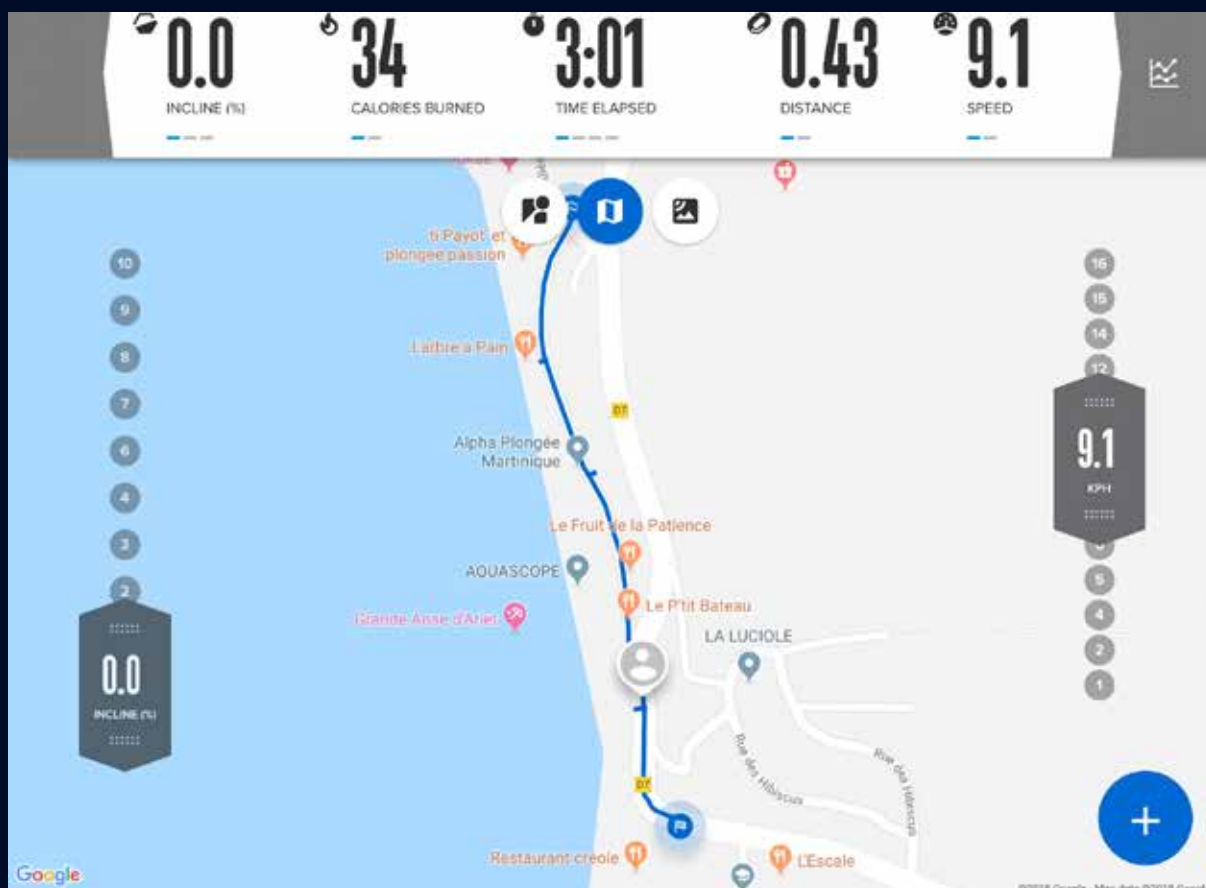 0.0
34
3:01
0.43
9.1
INCLINE (%)
CALORIES BURNED
TIME ELAPSED
DISTANCE
SPEED
ti Payot et
plongée passion
10
9
8
7
6
4
3
2
0.0
INCLINE (%)
Larbre a Pain
D7
Alpha Plongée
Martinique
Le Fruit de la Patience
AQUASCOPE
Le P'tit Bateau
Grande Anse d'Arlet
LA LUCIOLE
Rue des Hibiscus
Rue des Hibiscus
D7
Restaurant créole
L'Escale
16
15
14
12
9.1
KPH
5
4
2
1
+
Google